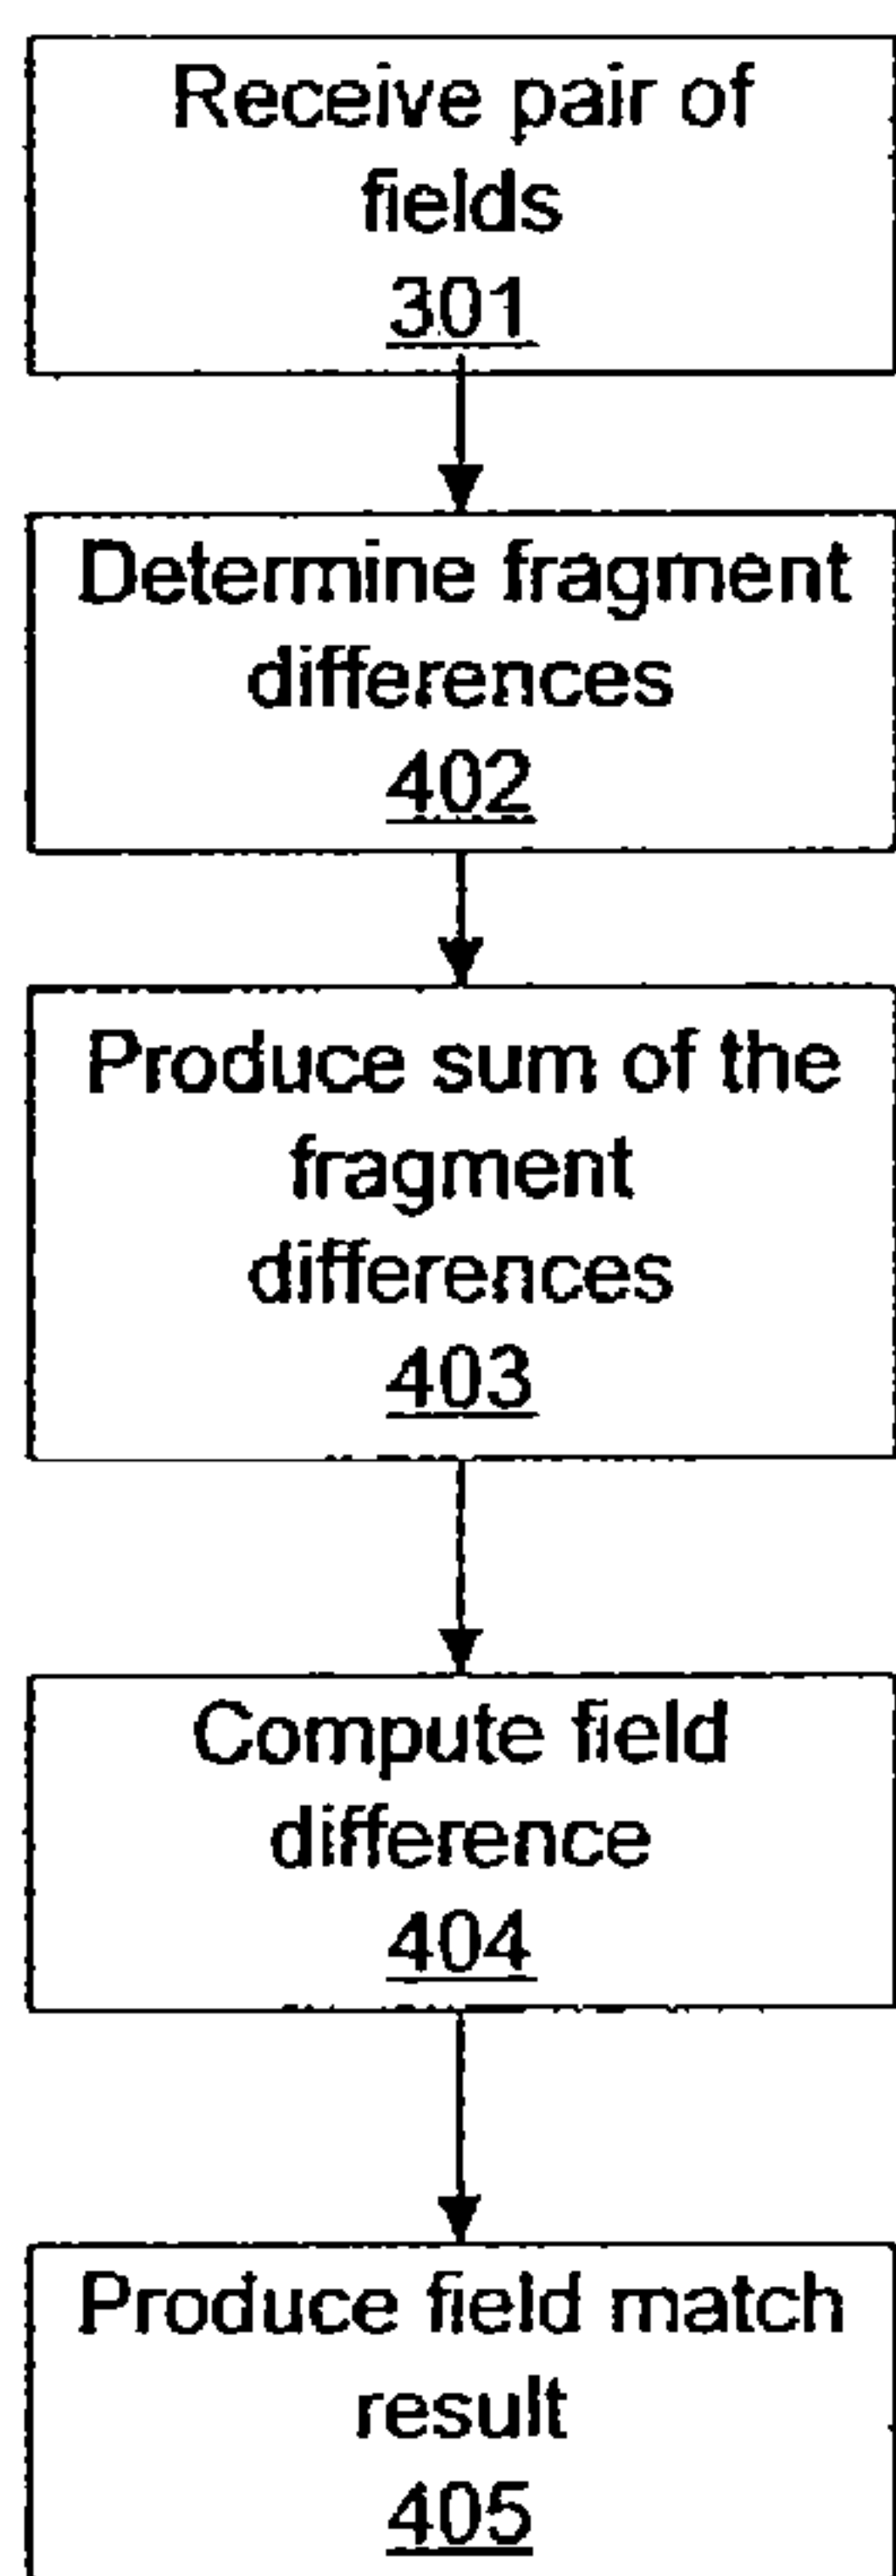 Receive pair of
fields
301
Determine fragment
differences
402
Produce sum of the
fragment
differences
403
Compute field
difference
404
Produce field match
result
405